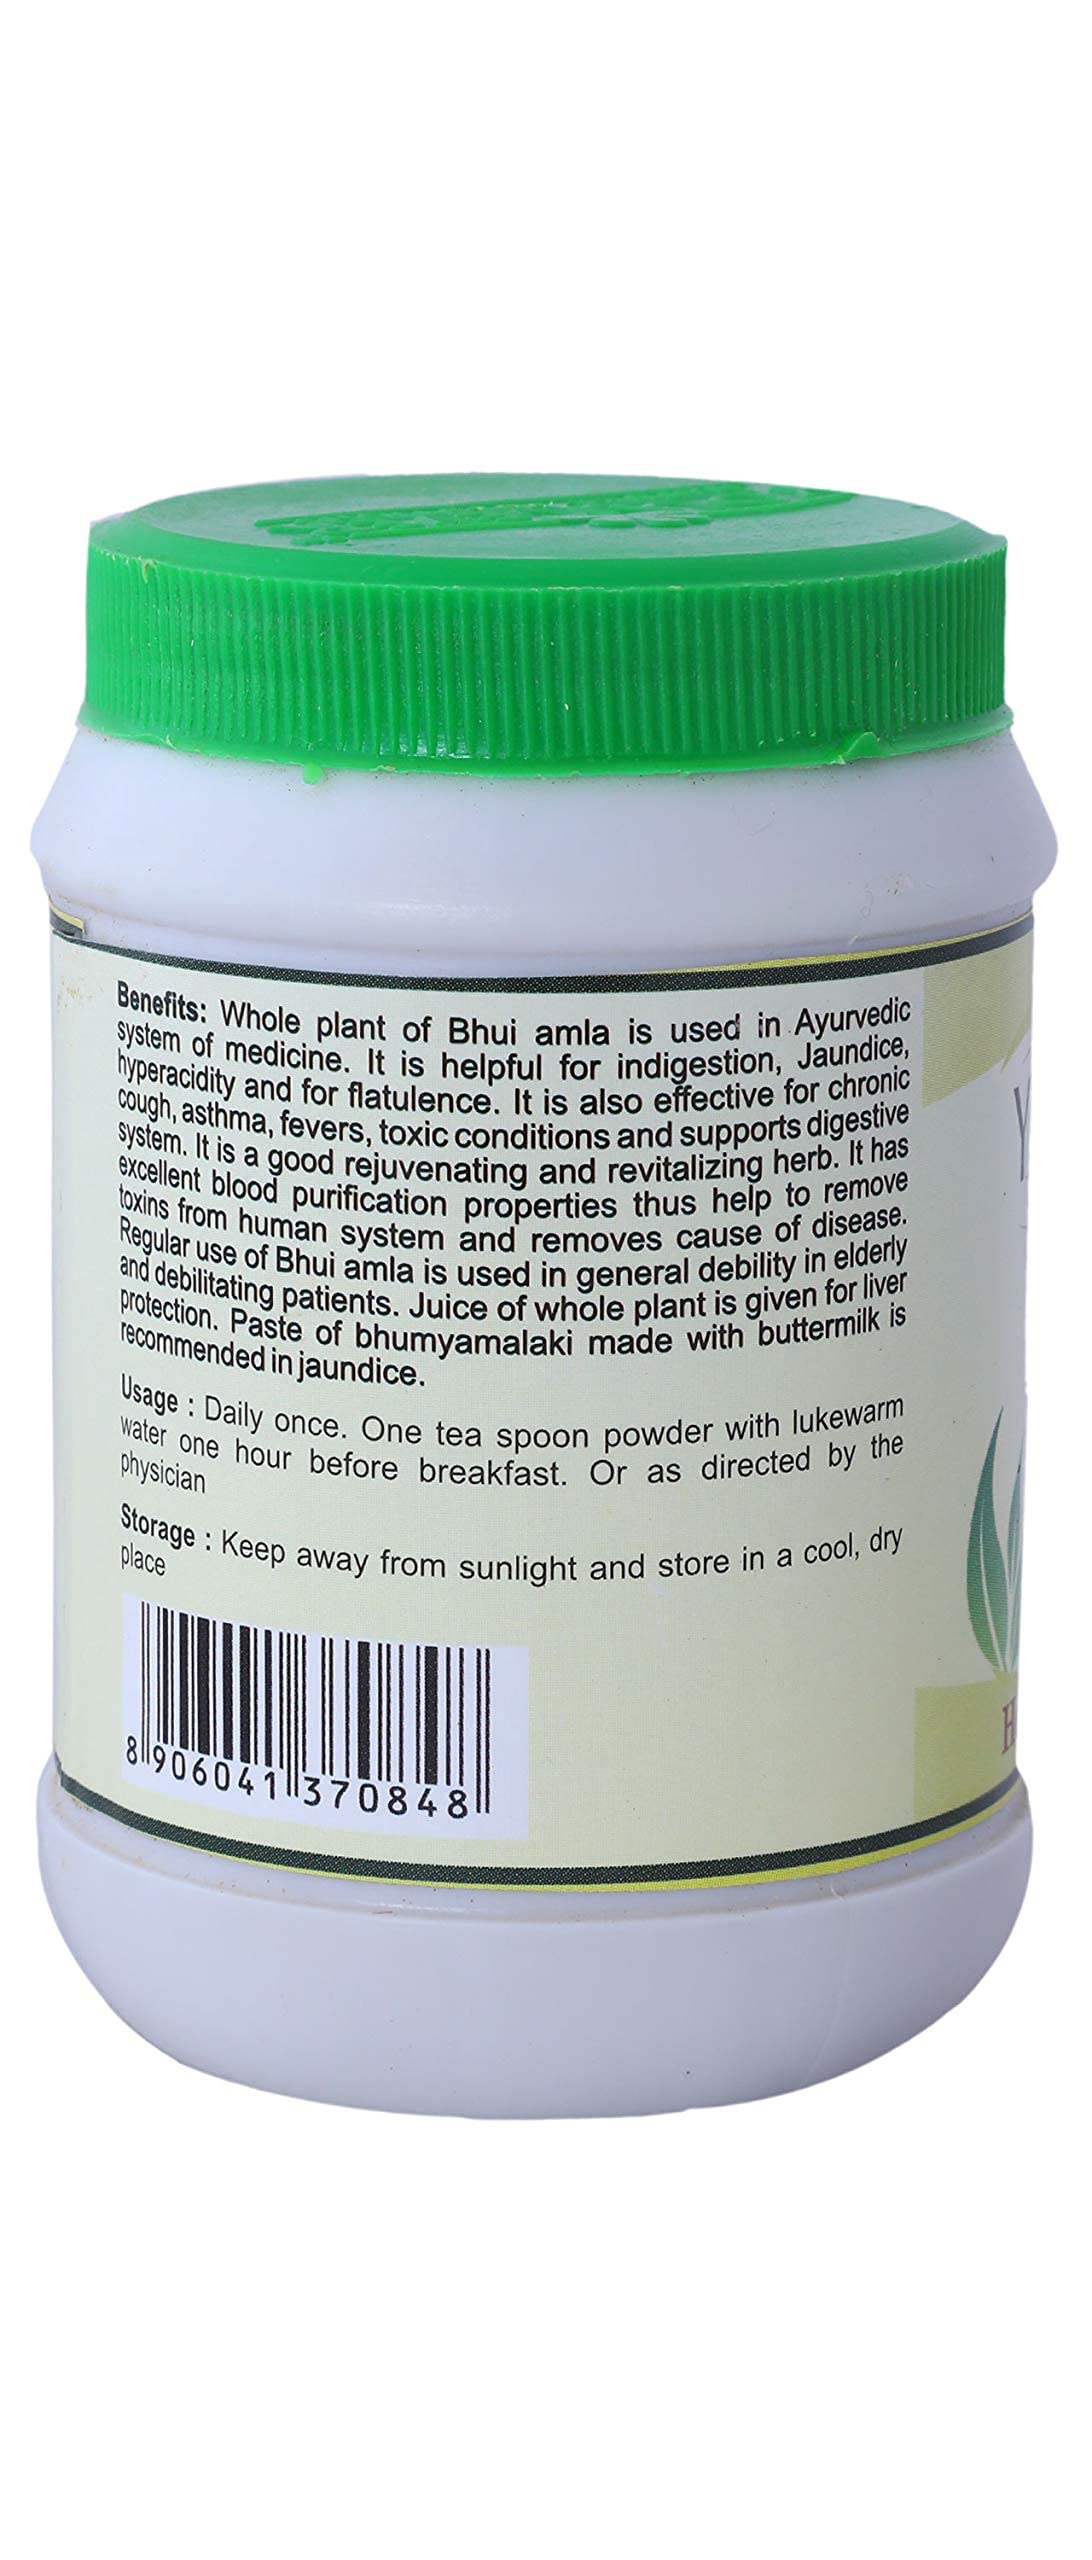 Benefits: Whole plant of Bhui amla is used in Ayurvedic
system of medicine. It is helpful for indigestion, Jaundice,
hyperacidity and for flatulence. It is also effective for chronic
cough, asthma, fevers, toxic conditions and supports digestive
system. It is a good rejuvenating and revitalizing herb. It has
excellent blood purification properties thus help to remove
toxins from human system and removes cause of disease.
Regular use of Bhui amla is used in general debility in elderly
and debilitating patients. Juice of whole plant is given for liver
protection. Paste of bhumyamalaki made with buttermilk is
recommended in jaundice.
Usage : Daily once. One tea spoon powder with lukewarm
water one hour before breakfast. Or as directed by the
physician
Storage : Keep away from sunlight and store in a cool, dry
place
8 906041 370848